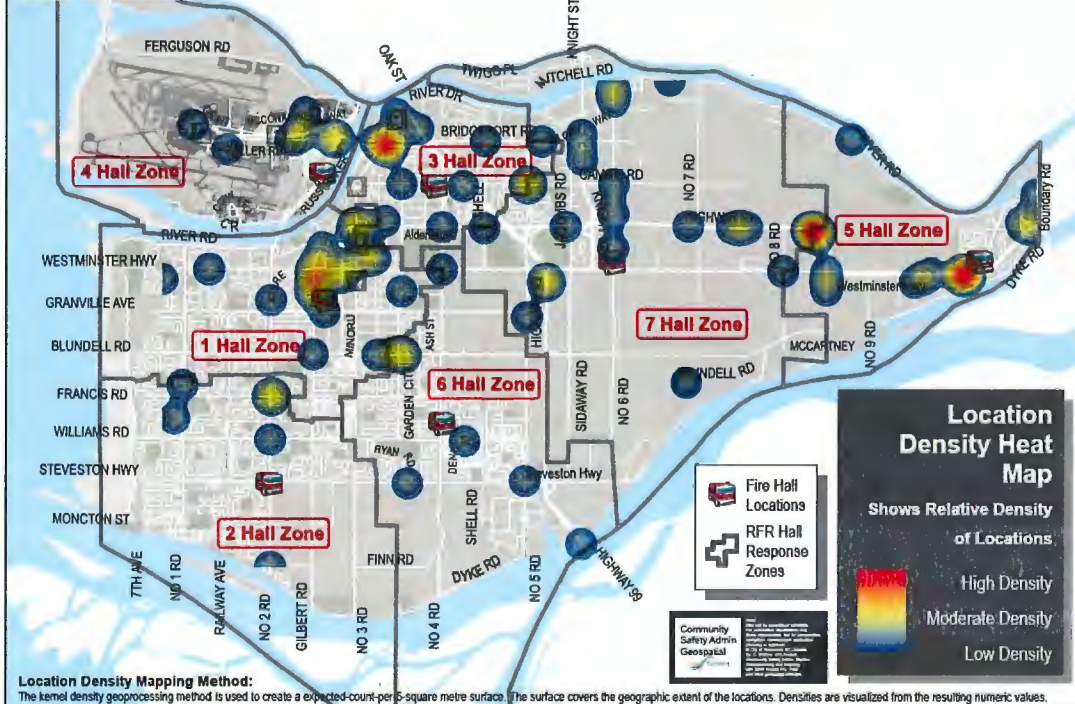 FERGUSON RD
OAK ST
KNIGHT ST
TWIGG PL
MITCHELL RD
RIVER DR
BRIDGEPORT RD
4 Hall Zone
3 Hall Zone
CAMBIE RD
NO 7 RD
RIVER RD
Boundary Rd
RIVER RD
5 Hall Zone
NO 8 RD
WESTMINSTER HWY
DYKE RD
GRANVILLE AVE
MINORU
ASH ST
7 Hall Zone
BLUNDELL RD
1 Hall Zone
MCCARTNEY
NO 9 RD
6 Hall Zone
FRANCIS RD
GARDEN CITY
SIDAWAY RD
NO 6 RD
WILLIAMS RD
RYAN RD
STEVESTON HWY
Steveston Hwy
MONCTON ST
SHELL RD
2 Hall Zone
FINN RD
DYKE RD
HIGHWAY 99
7TH AVE
NO 1 RD
RAILWAY AVE
NO 2 RD
GILBERT RD
NO 3 RD
NO 4 RD
NO 5 RD
Fire Hall
Locations
RFR Hall
Response
Zones
Location
Density Heat
Map
Shows Relative Density
of Locations
High Density
Moderate Density
Low Density
Community
Safety Admin
Geospatial
Location Density Mapping Method:
The kernel density geoprocessing method is used to create a expected-count-per-5-square metre surface. The surface covers the geographic extent of the locations. Densities are visualized from the resulting numeric values.